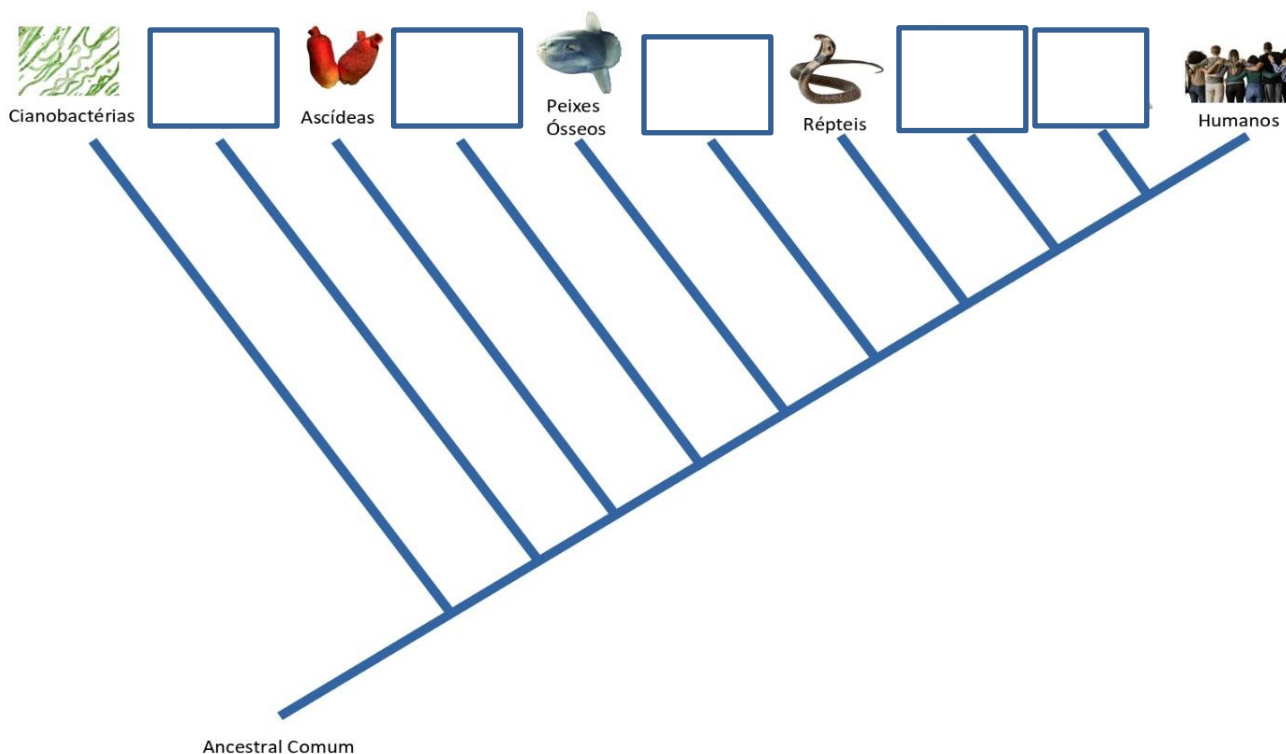 Cianobactérias
Ascídeas
Peixes
Ósseos
Répteis
Humanos
Ancestral Comum